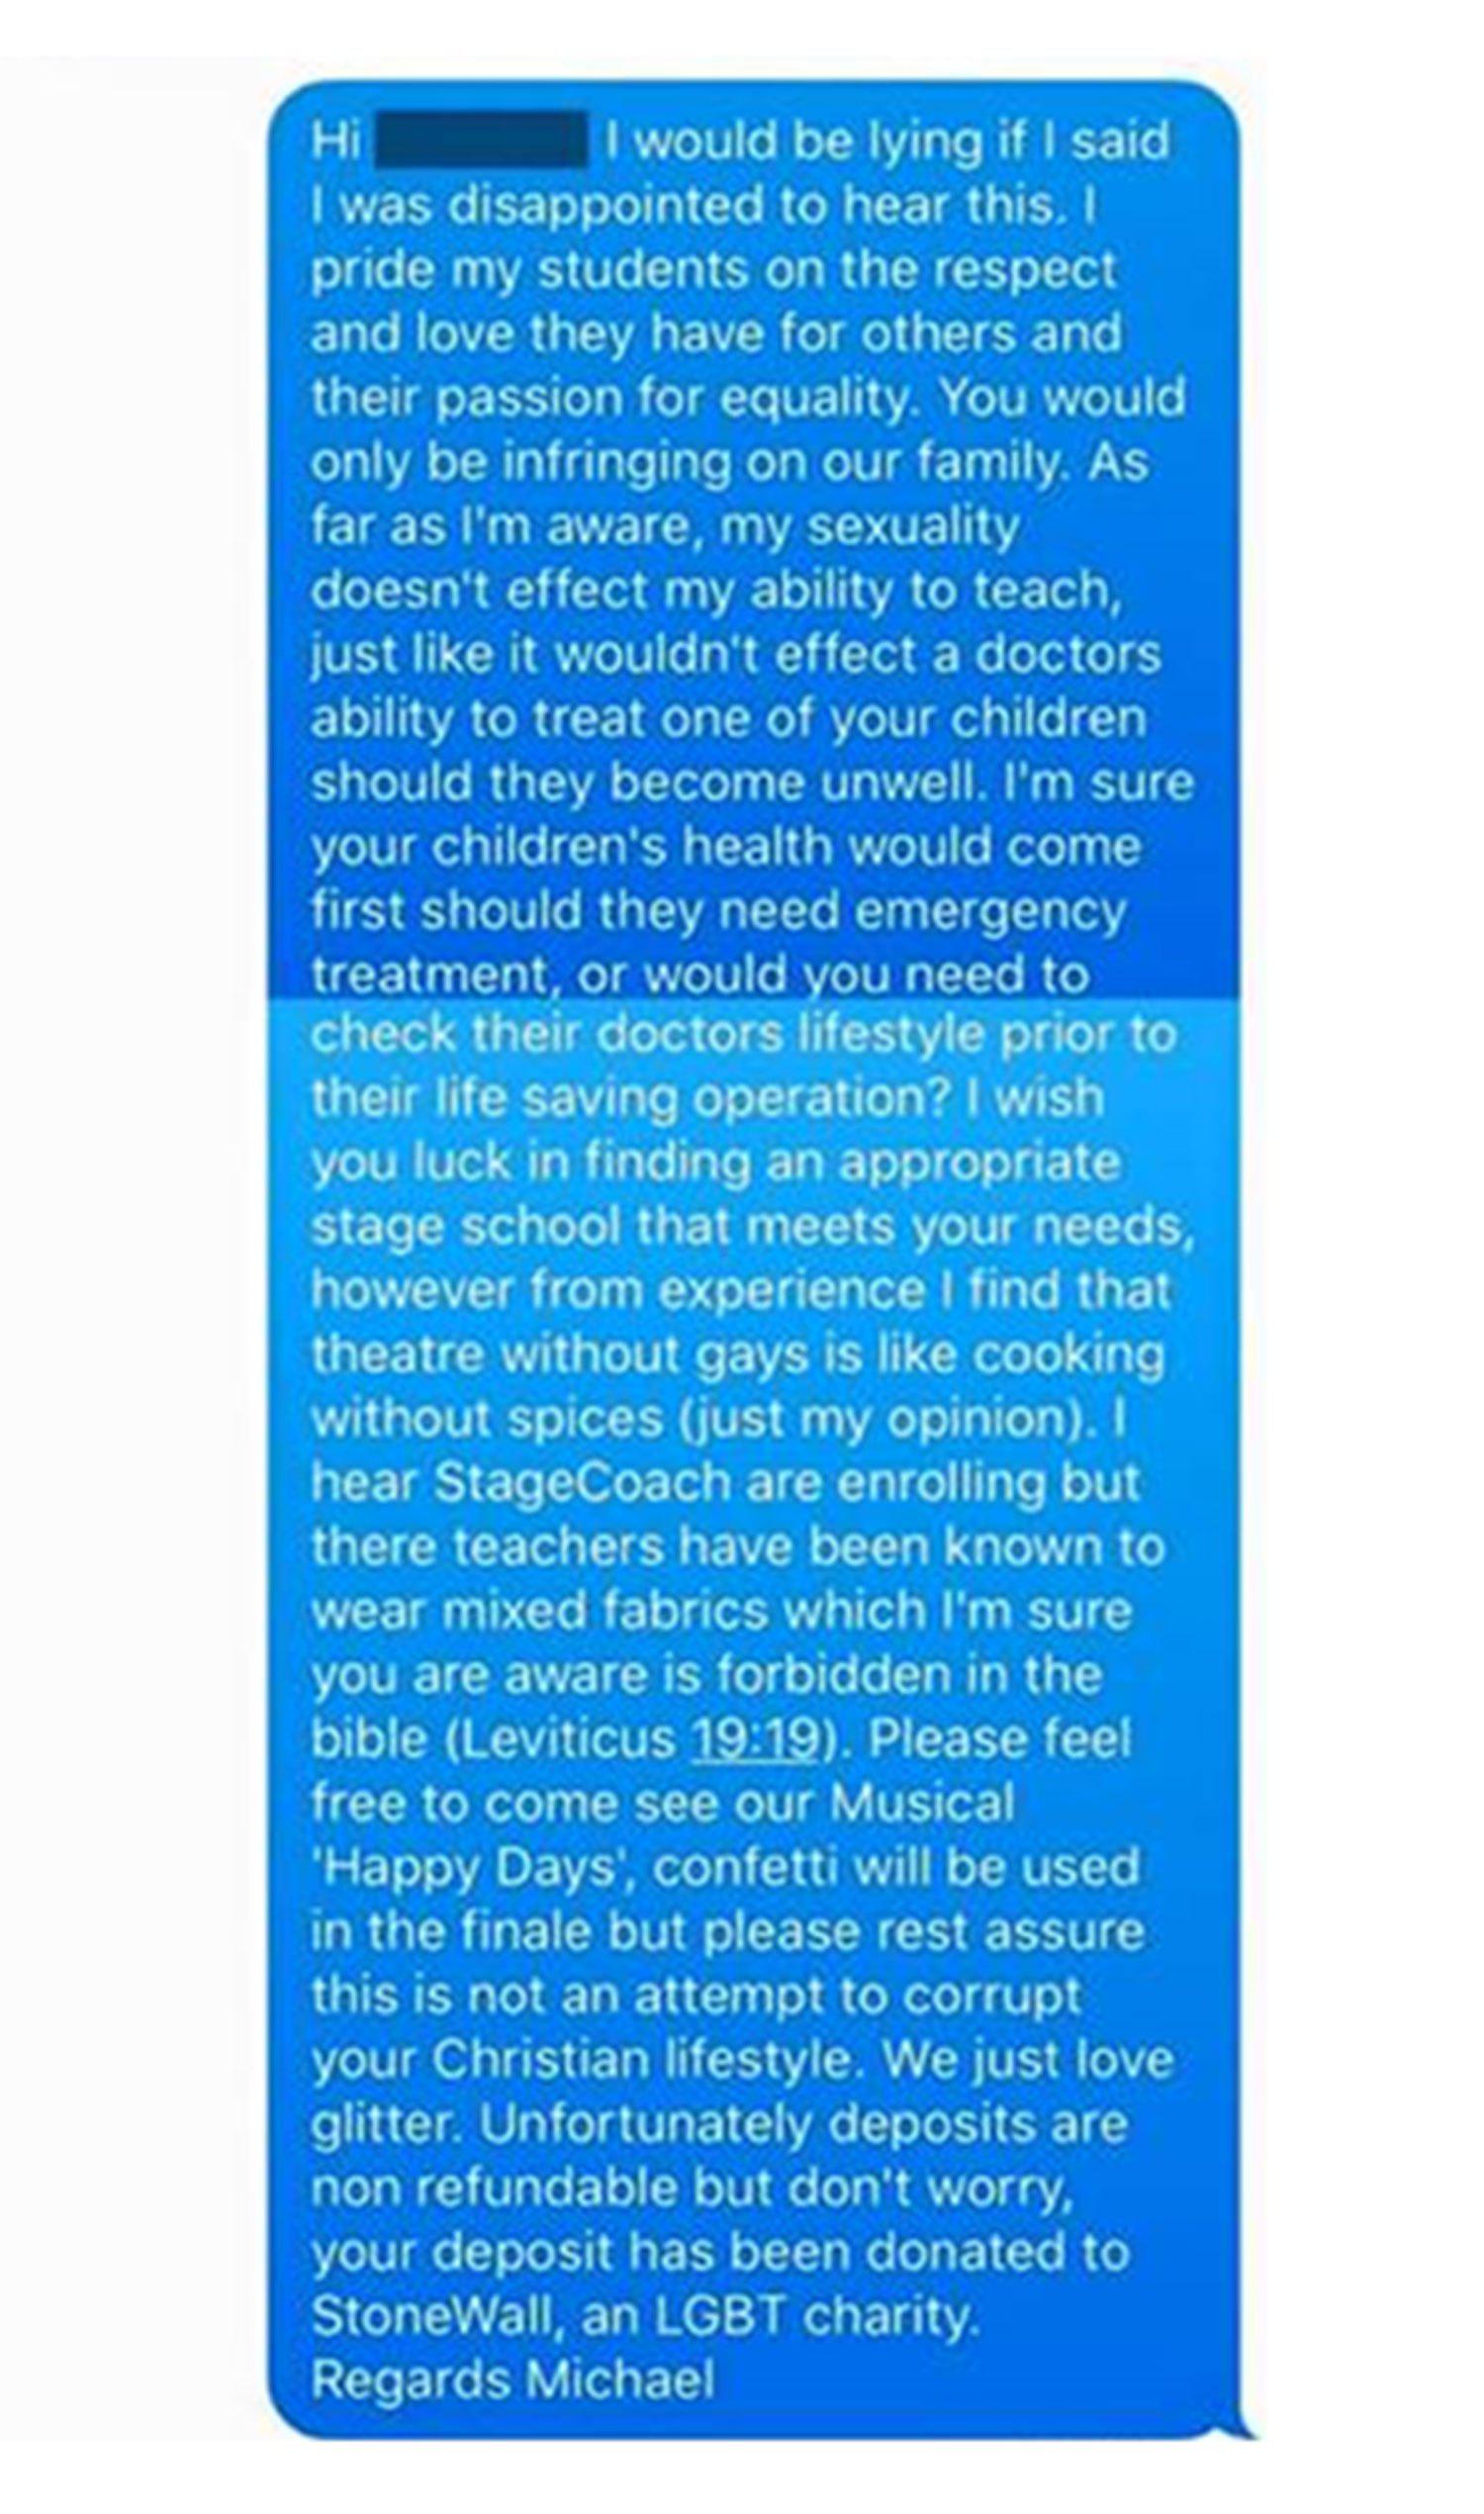 Hi I would be lying if I said
I was disappointed to hear this. I
pride my students on the respect
and love they have for others and
their passion for equality. You would
only be infringing on our family. As
far as I'm aware, my sexuality
doesn't effect my ability to teach,
just like it wouldn't effect a doctors
ability to treat one of your children
should they become unwell. I'm sure
your children's health would come
first should they need emergency
treatment, or would you need to
check their doctors lifestyle prior to
their life saving operation? I wish
you luck in finding an appropriate
stage school that meets your needs,
however from experience I find that
theatre without gays is like cooking
without spices (just my opinion). I
hear StageCoach are enrolling but
there teachers have been known to
wear mixed fabrics which I'm sure
you are aware is forbidden in the
bible (Leviticus 19:19). Please feel
free to come see our Musical
'Happy Days', confetti will be used
in the finale but please rest assure
this is not an attempt to corrupt
your Christian lifestyle. We just love
glitter. Unfortunately deposits are
non refundable but don't worry,
your deposit has been donated to
StoneWall, an LGBT charity.
Regards Michael